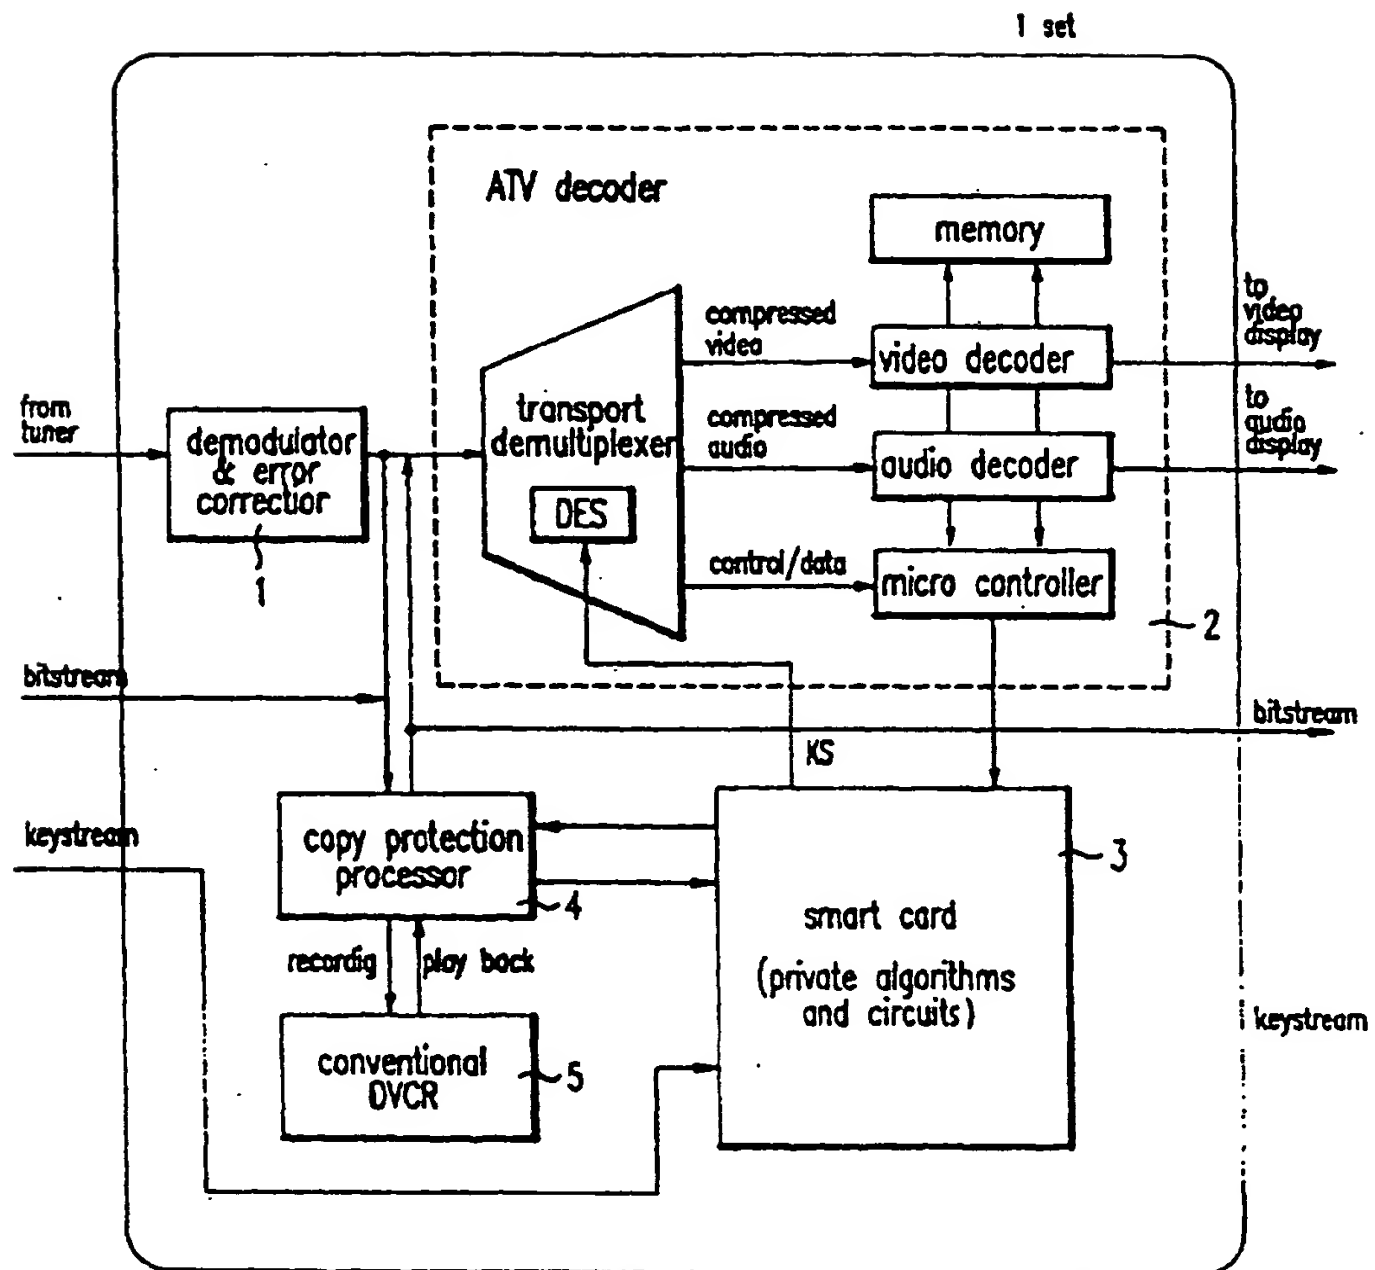 1 set
ATV decoder
memory
compressed
video
video decoder
to
video
display
from
tuner
demodulator
& error
correctior
1
transport
demultiplexer
DES
compressed
audio
audio decoder
to
audio
display
control/data
micro controller
2
bitstream
bitstream
KS
keystream
copy protection
processor
4
3
smart card
(private algorithms
and circuits)
recordig
play back
keystream
conventional
DVCR
5